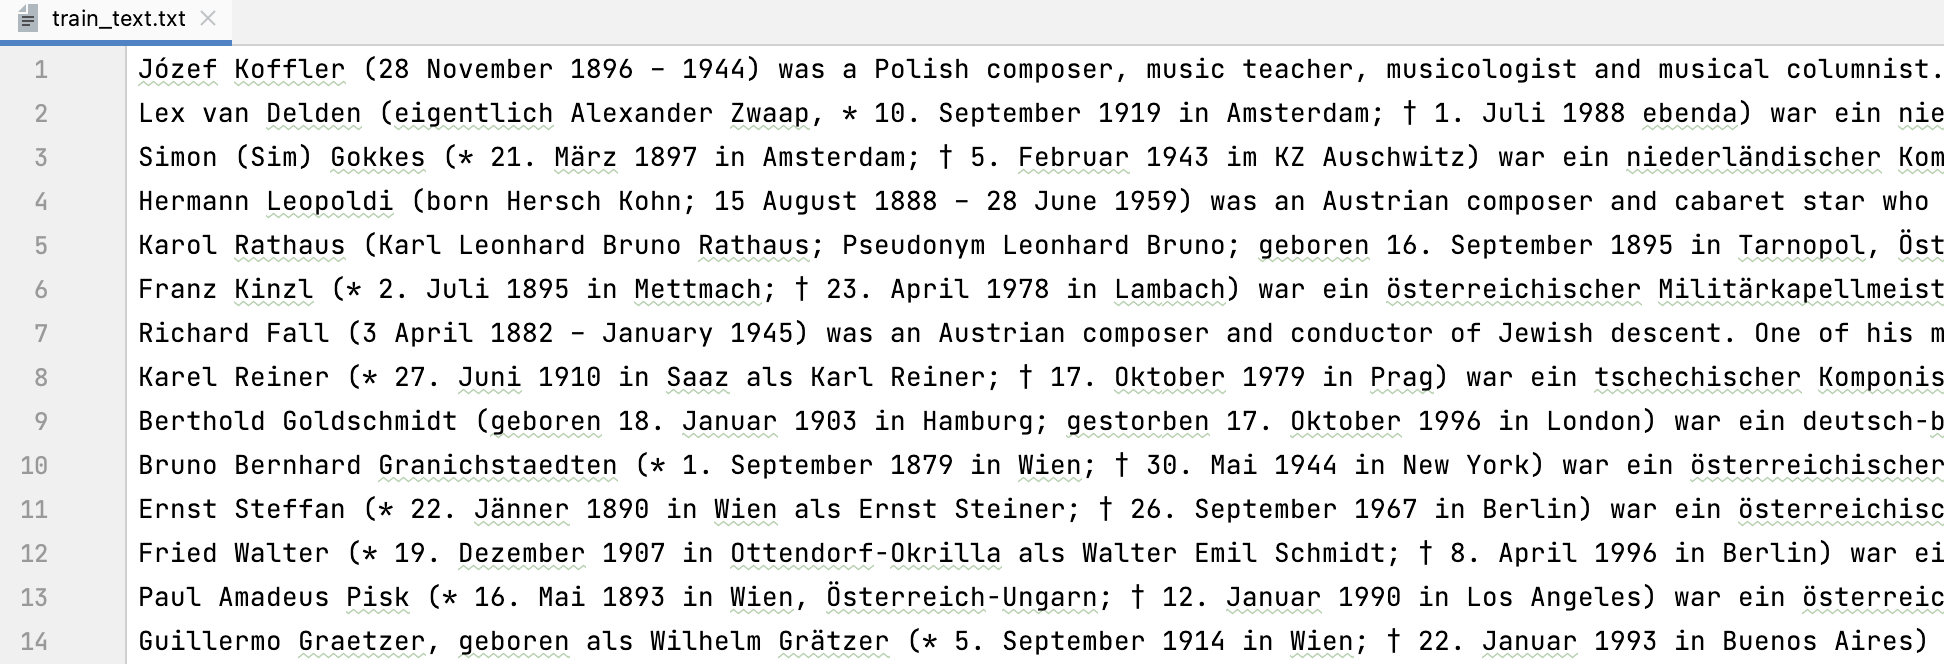 train_text.txt
1 Józef Koffler (28 November 1896 – 1944) was a Polish composer, music teacher, musicologist and musical columnist.
2 Lex van Delden (eigentlich Alexander Zwaap, * 10. September 1919 in Amsterdam; † 1. Juli 1988 ebenda) war ein nie
3 Simon (Sim) Gokkes (* 21. März 1897 in Amsterdam; † 5. Februar 1943 im KZ Auschwitz) war ein niederländischer Kom
4 Hermann Leopoldi (born Hersch Kohn; 15 August 1888 – 28 June 1959) was an Austrian composer and cabaret star who
5 Karol Rathaus (Karl Leonhard Bruno Rathaus; Pseudonym Leonhard Bruno; geboren 16. September 1895 in Tarnopol, Öst
6 Franz Kinzl (* 2. Juli 1895 in Mettmach; † 23. April 1978 in Lambach) war ein österreichischer Militärkapellmeist
7 Richard Fall (3 April 1882 – January 1945) was an Austrian composer and conductor of Jewish descent. One of his m
8 Karel Reiner (* 27. Juni 1910 in Saaz als Karl Reiner; † 17. Oktober 1979 in Prag) war ein tschechischer Komponis
9 Berthold Goldschmidt (geboren 18. Januar 1903 in Hamburg; gestorben 17. Oktober 1996 in London) war ein deutsch-b
10 Bruno Bernhard Granichstaedten (* 1. September 1879 in Wien; † 30. Mai 1944 in New York) war ein österreichischer
11 Ernst Steffan (* 22. Jänner 1890 in Wien als Ernst Steiner; † 26. September 1967 in Berlin) war ein österreichisc
12 Fried Walter (* 19. Dezember 1907 in Ottendorf-Okrilla als Walter Emil Schmidt; † 8. April 1996 in Berlin) war ei
13 Paul Amadeus Pisk (* 16. Mai 1893 in Wien, Österreich-Ungarn; † 12. Januar 1990 in Los Angeles) war ein österreic
14 Guillermo Graetzer, geboren als Wilhelm Grätzer (* 5. September 1914 in Wien; † 22. Januar 1993 in Buenos Aires)